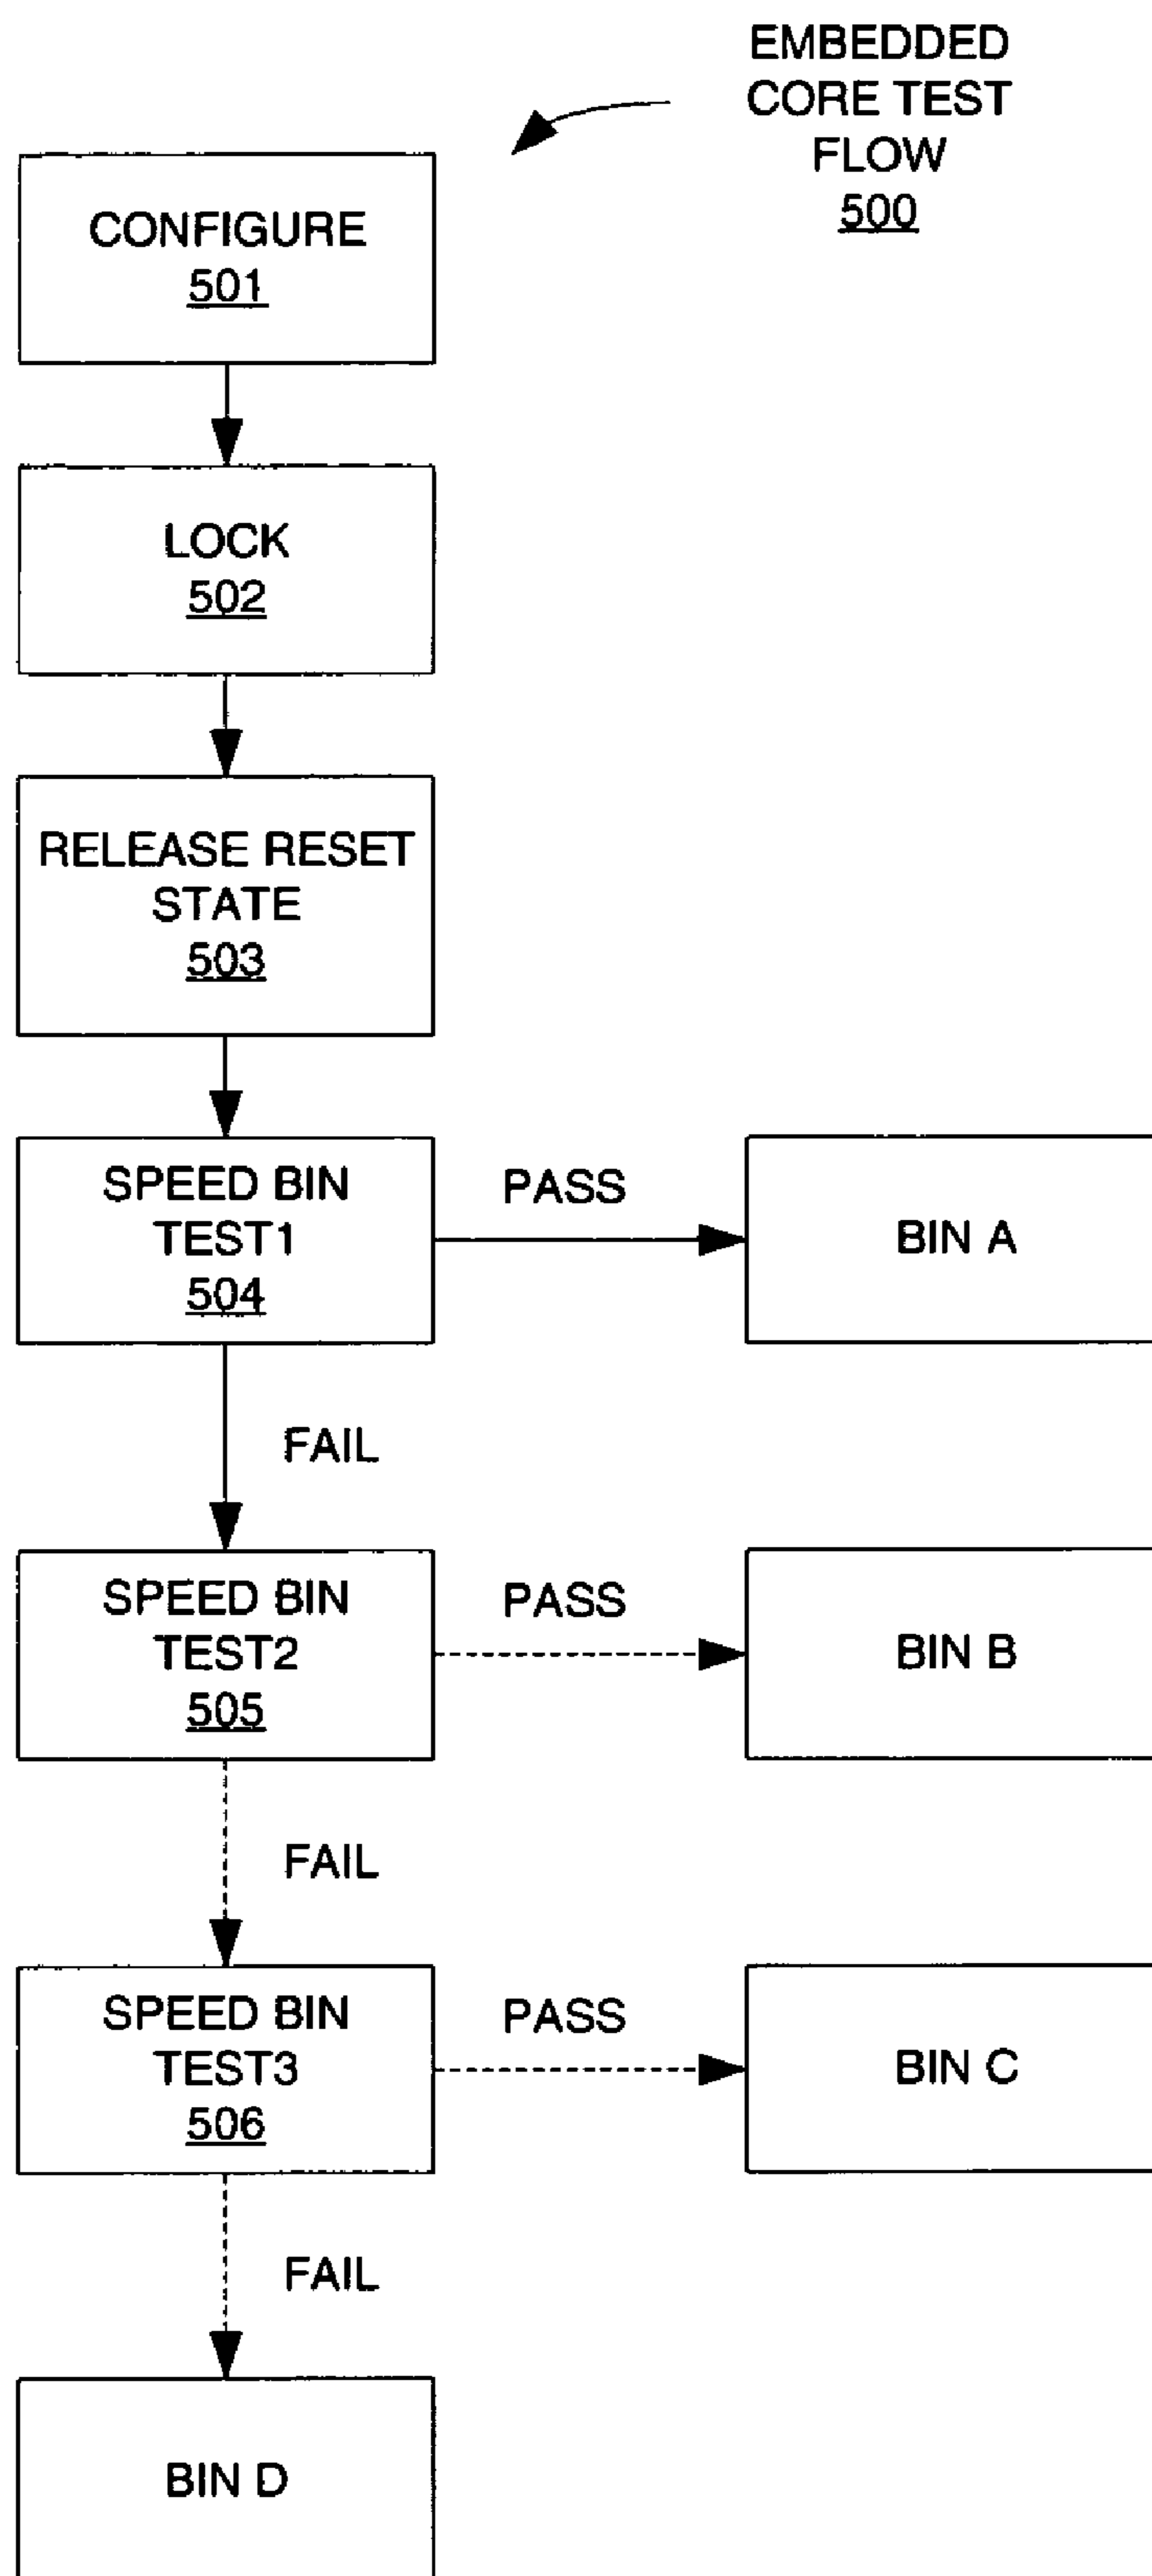 EMBEDDED
CORE TEST
FLOW
500
CONFIGURE
501
LOCK
502
RELEASE RESET
STATE
503
SPEED BIN
TEST1
504
PASS
BIN A
FAIL
SPEED BIN
TEST2
505
PASS
BIN B
FAIL
SPEED BIN
TEST3
506
PASS
BIN C
FAIL
BIN D